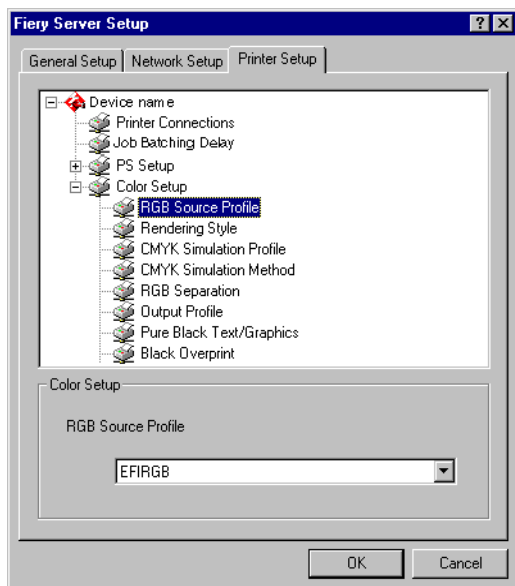 Fiery Server Setup
General Setup Network Setup Printer Setup
Device name
Printer Connections
Job Batching Delay
PS Setup
Color Setup
RGB Source Profile
Rendering Style
CMYK Simulation Profile
CMYK Simulation Method
RGB Separation
Output Profile
Pure Black Text/Graphics
Black Overprint
Color Setup
RGB Source Profile
EFIRGB
OK Cancel